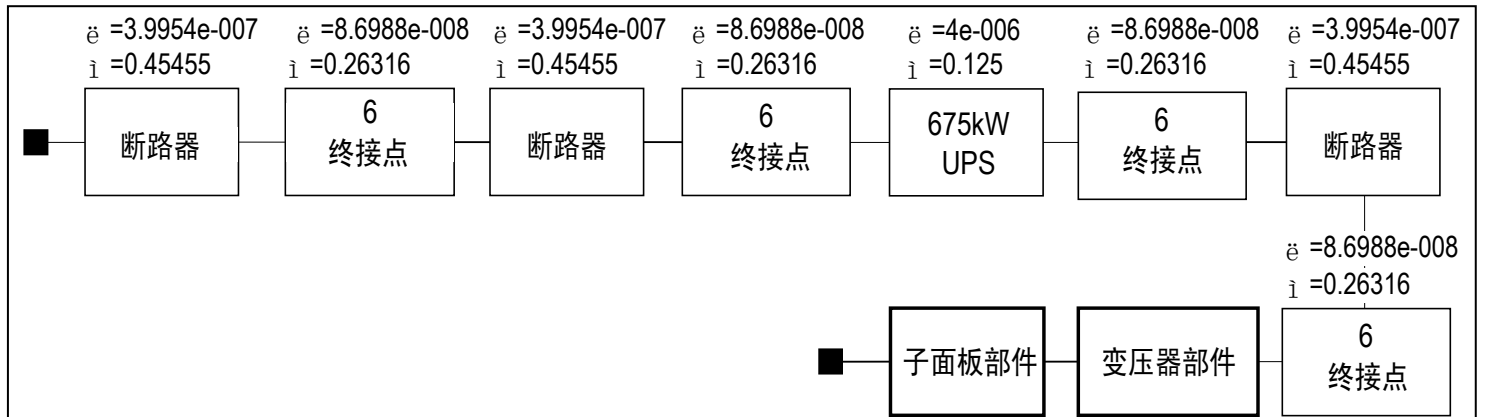 ë =3.9954e-007
ì =0.45455
断路器
ë =8.6988e-008
ì =0.26316
6
终接点
ë =3.9954e-007
ì =0.45455
断路器
ë =8.6988e-008
ì =0.26316
6
终接点
ë =4e-006
ì =0.125
675kW
UPS
ë =8.6988e-008
ì =0.26316
6
终接点
ë =3.9954e-007
ì =0.45455
断路器
ë =8.6988e-008
ì =0.26316
6
终接点
变压器部件
子面板部件